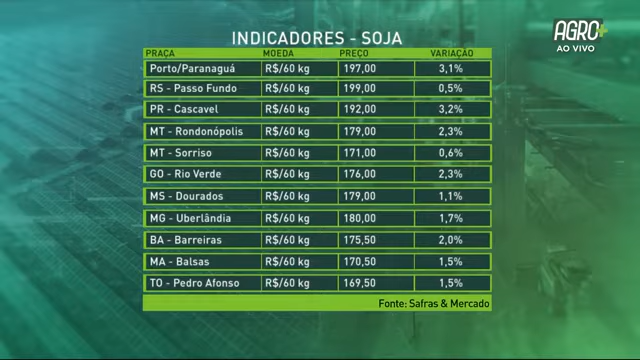 AGRO+
AO VIVO
INDICADORES - SOJA
PRAÇA MOEDA PREÇO VARIAÇÃO
Porto/Paranaguá R$/60 kg 197,00 3,1%
RS - Passo Fundo R$/60 kg 199,00 0,5%
PR - Cascavel R$/60 kg 192,00 3,2%
MT - Rondonópolis R$/60 kg 179,00 2,3%
MT - Sorriso R$/60 kg 171,00 0,6%
GO - Rio Verde R$/60 kg 176,00 2,3%
MS - Dourados R$/60 kg 179,00 1,1%
MG - Uberlândia R$/60 kg 180,00 1,7%
BA - Barreiras R$/60 kg 175,50 2,0%
MA - Balsas R$/60 kg 170,50 1,5%
TO - Pedro Afonso R$/60 kg 169,50 1,5%
Fonte: Safras & Mercado